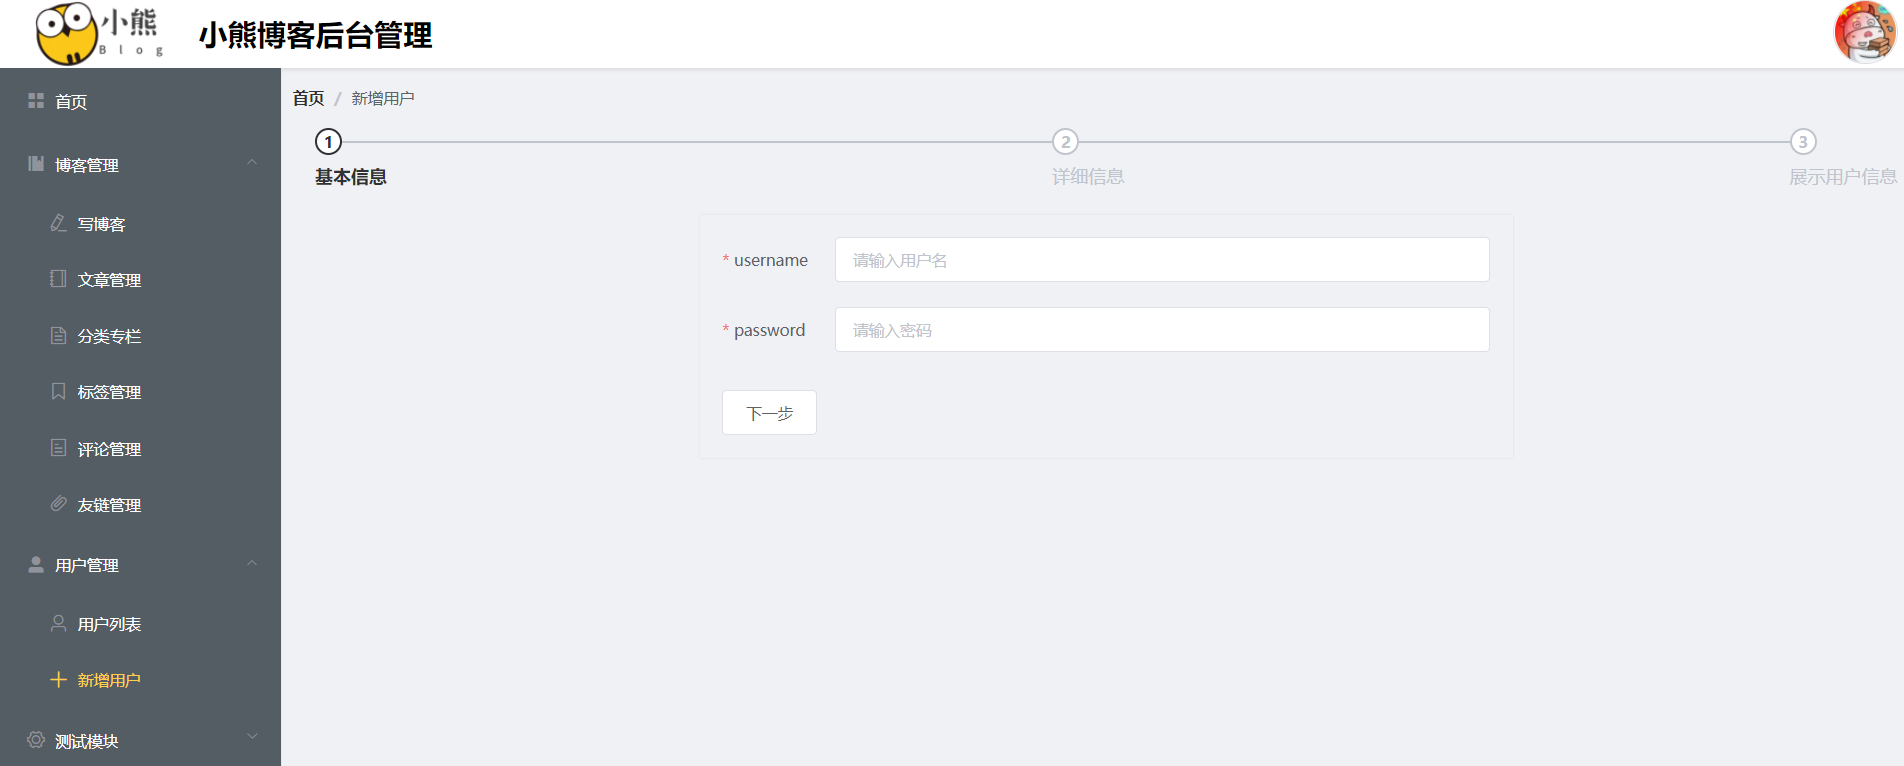 小熊
Blog
小熊博客后台管理
首页
博客管理
写博客
文章管理
分类专栏
标签管理
评论管理
友链管理
用户管理
用户列表
新增用户
测试模块
首页 / 新增用户
1
基本信息
2
详细信息
3
展示用户信息
* username 请输入用户名
* password 请输入密码
下一步